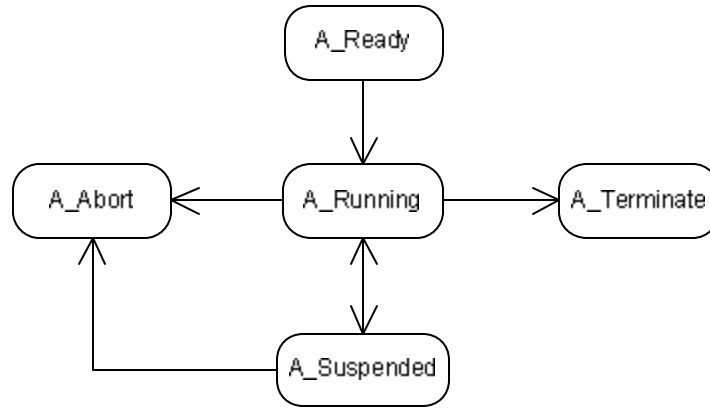 A_Ready
A_Abort
A_Running
A_Terminate
A_Suspended